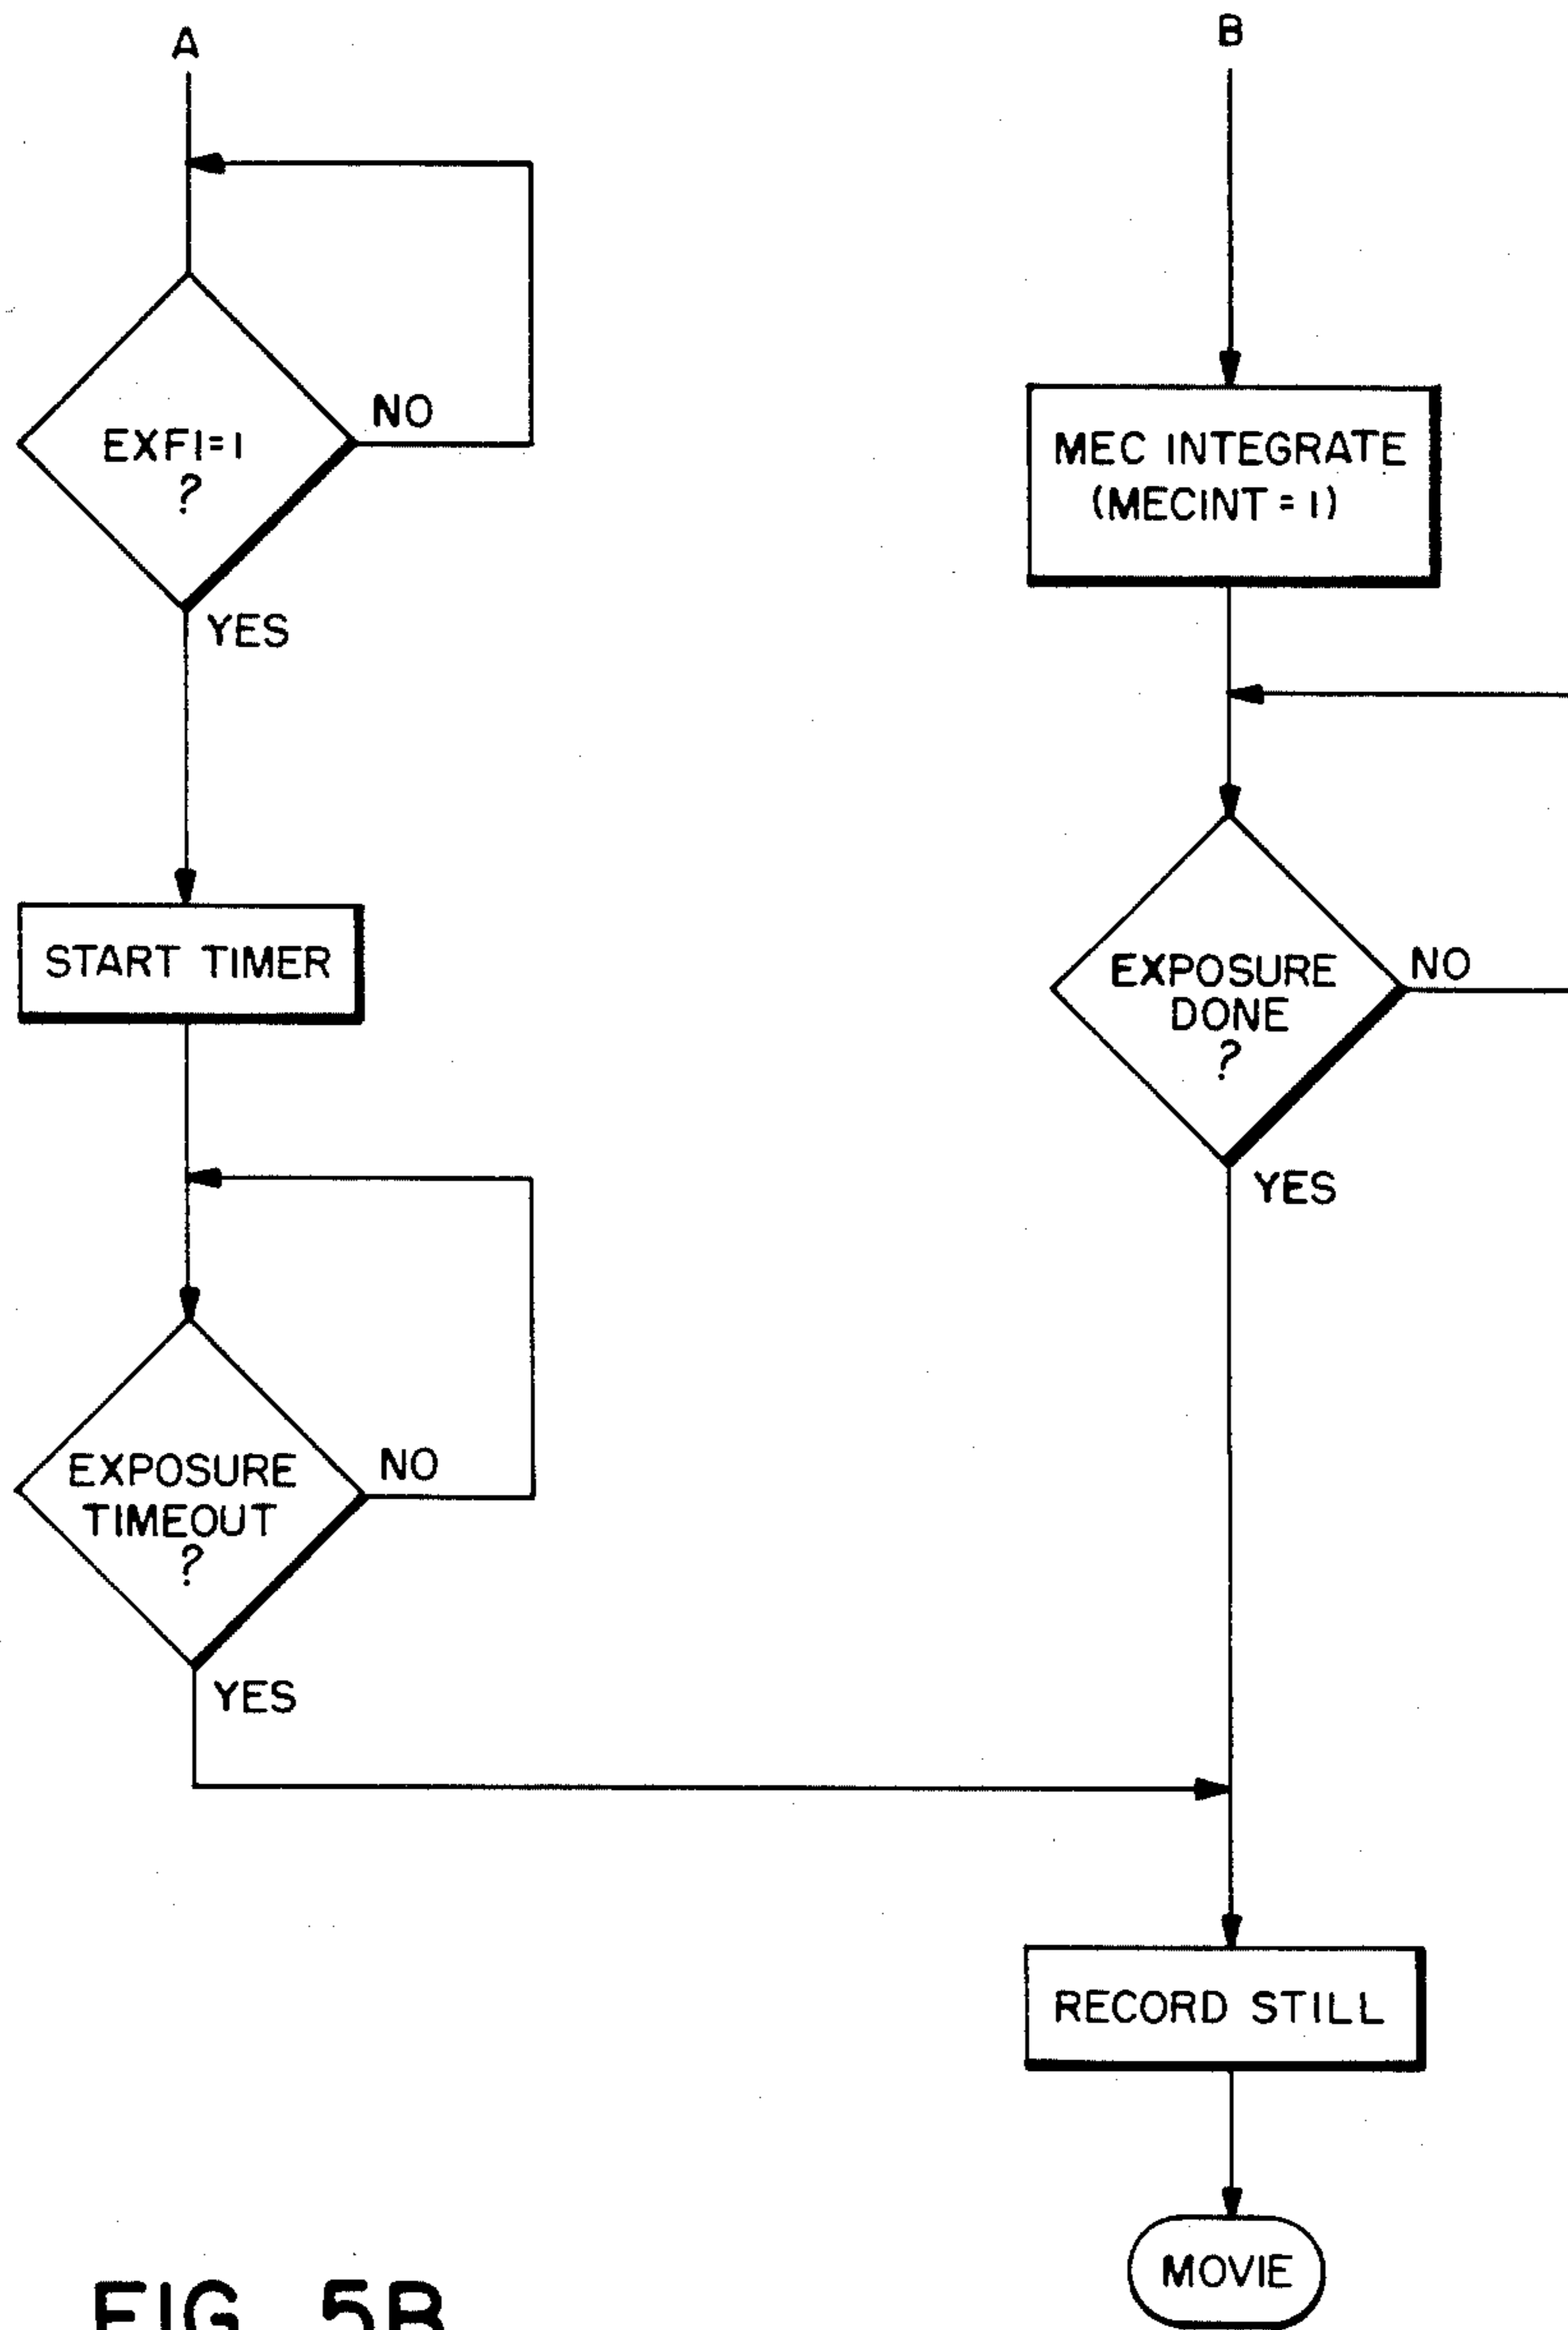 A
EXF1=1
?
NO
YES
START TIMER
EXPOSURE
TIMEOUT
?
NO
YES
B
MEC INTEGRATE
(MECINT = 1)
EXPOSURE
DONE
?
NO
YES
RECORD STILL
MOVIE
FIG. 5B